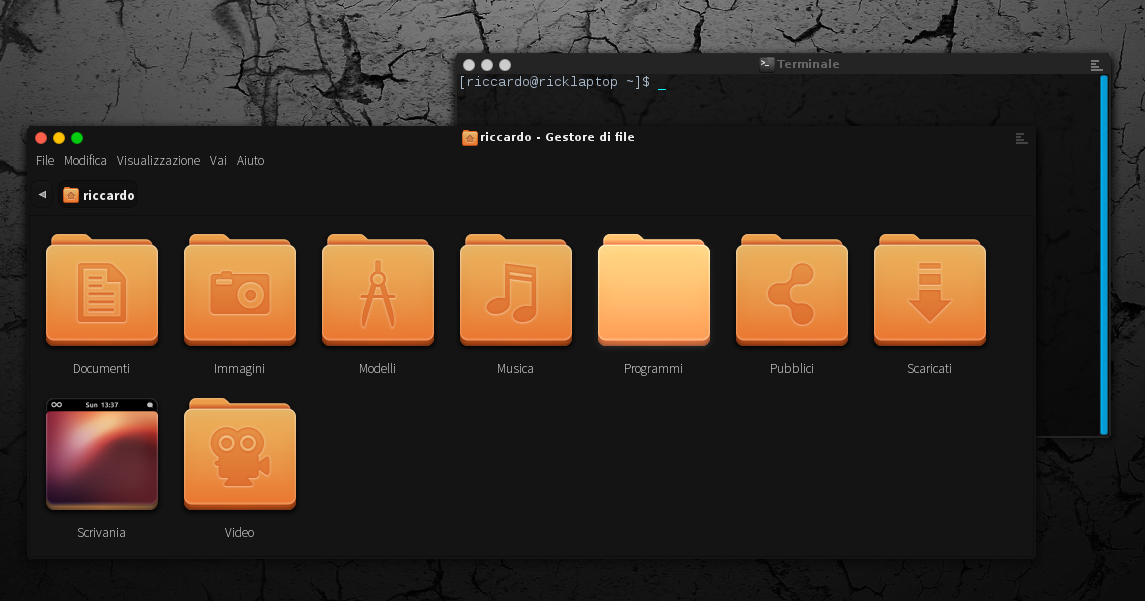 Terminale
[riccardo@ricklaptop ~]$ _
riccardo - Gestore di file
File Modifica Visualizzazione Vai Aiuto
riccardo
Documenti Immagini Modelli Musica Programmi Pubblici Scaricati
Sun 13:37
Scrivania Video